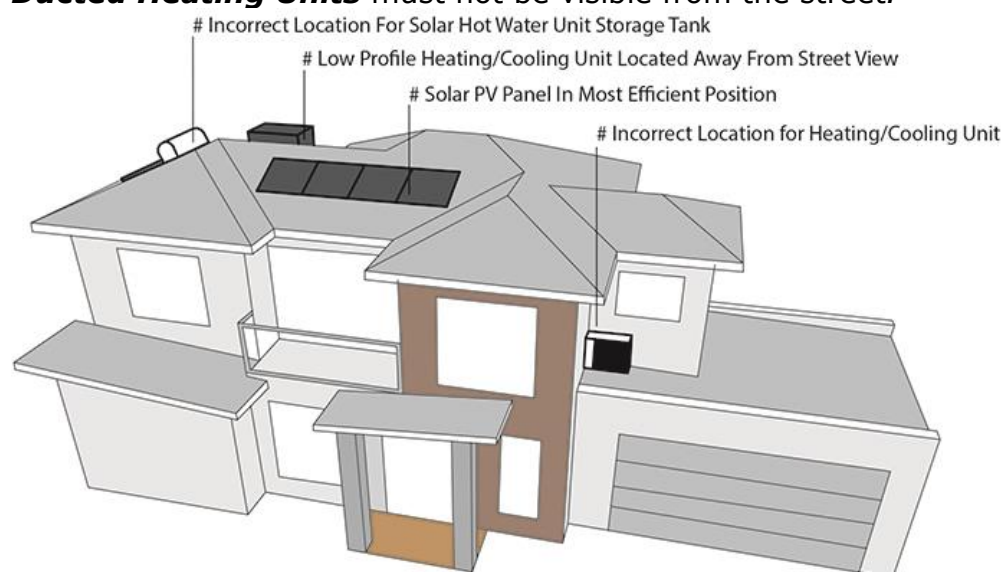 Ducted Heating Units must not be visible from the street.
# Incorrect Location For Solar Hot Water Unit Storage Tank
# Low Profile Heating/Cooling Unit Located Away From Street View
# Solar PV Panel In Most Efficient Position
# Incorrect Location for Heating/Cooling Unit